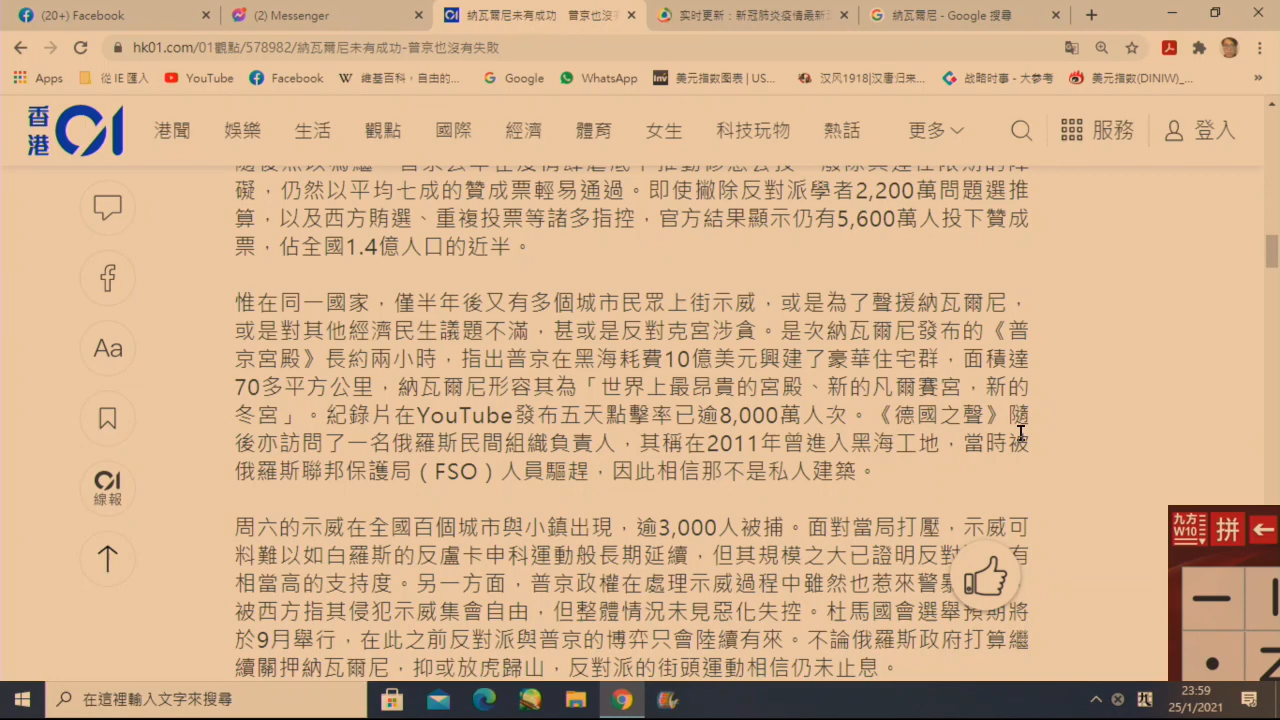 (20+) Facebook
(2) Messenger
納瓦爾尼未有成功 普京也沒
实时更新：新冠肺炎疫情最新
納瓦爾尼 - Google 搜尋
hk01.com/01觀點/578982/納瓦爾尼未有成功-普京也沒有失敗
Apps 從 IE 匯入 YouTube Facebook 維基百科，自由的... Google WhatsApp 美元指數圖表 | US... 汉风1918|汉唐归来... 战略时事 - 大参考 美元指数(DINIW)_...
香港01 港聞 娛樂 生活 觀點 國際 經濟 體育 女生 科技玩物 熱話 更多 服務 登入
礙，仍然以平均七成的贊成票輕易通過。即使撇除反對派學者2,200萬問題選推
算，以及西方賄選、重複投票等諸多指控，官方結果顯示仍有5,600萬人投下贊成
票，佔全國1.4億人口的近半。
惟在同一國家，僅半年後又有多個城市民眾上街示威，或是為了聲援納瓦爾尼，
或是對其他經濟民生議題不滿，甚或是反對克宮涉貪。是次納瓦爾尼發布的《普
京宮殿》長約兩小時，指出普京在黑海耗費10億美元興建了豪華住宅群，面積達
70多平方公里，納瓦爾尼形容其為「世界上最昂貴的宮殿、新的凡爾賽宮，新的
冬宮」。紀錄片在YouTube發布五天點擊率已逾8,000萬人次。《德國之聲》隨
後亦訪問了一名俄羅斯民間組織負責人，其稱在2011年曾進入黑海工地，當時被
俄羅斯聯邦保護局（FSO）人員驅趕，因此相信那不是私人建築。
周六的示威在全國百個城市與小鎮出現，逾3,000人被捕。面對當局打壓，示威可
料難以如白羅斯的反盧卡申科運動般長期延續，但其規模之大已證明反對 有
相當高的支持度。另一方面，普京政權在處理示威過程中雖然也惹來警
被西方指其侵犯示威集會自由，但整體情況未見惡化失控。杜馬國會選舉預期將
於9月舉行，在此之前反對派與普京的博弈只會陸續有來。不論俄羅斯政府打算繼
續關押納瓦爾尼，抑或放虎歸山，反對派的街頭運動相信仍未止息。
Aa
01
線報
九方
W10
拼
在這裡輸入文字來搜尋
23:59
25/1/2021